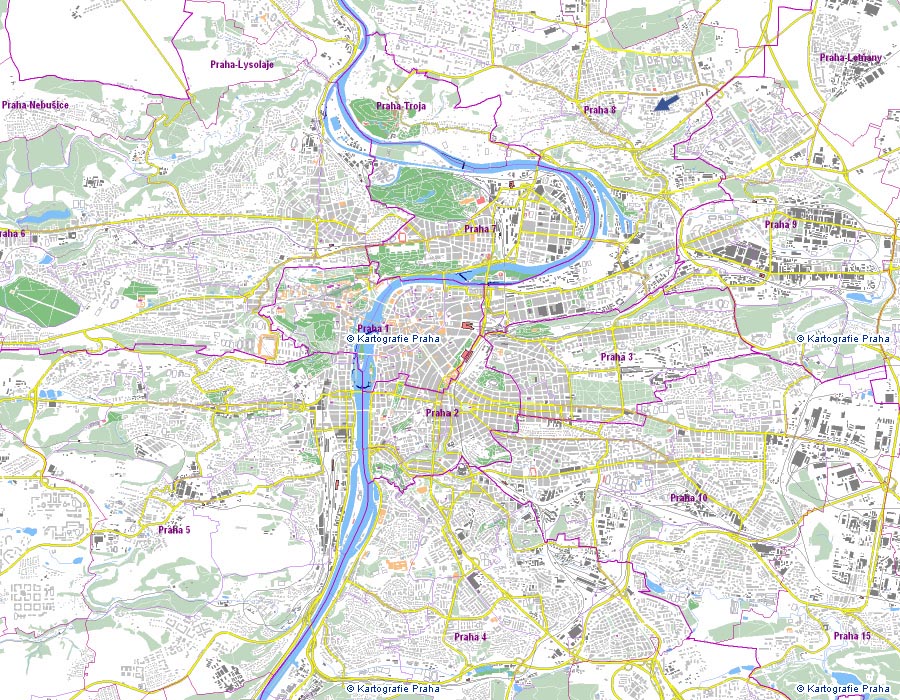 Praha-Letňany
Praha-Lysolaje
Praha-Nebušice
Praha-Troja
Praha 8
Praha 9
Praha 7
raha 6
Praha 1
© Kartografie Praha
© Kartografie Praha
Praha 3
Praha 2
Praha 10
Praha 5
Praha 4
Praha 15
© Kartografie Praha
© Kartografie Praha